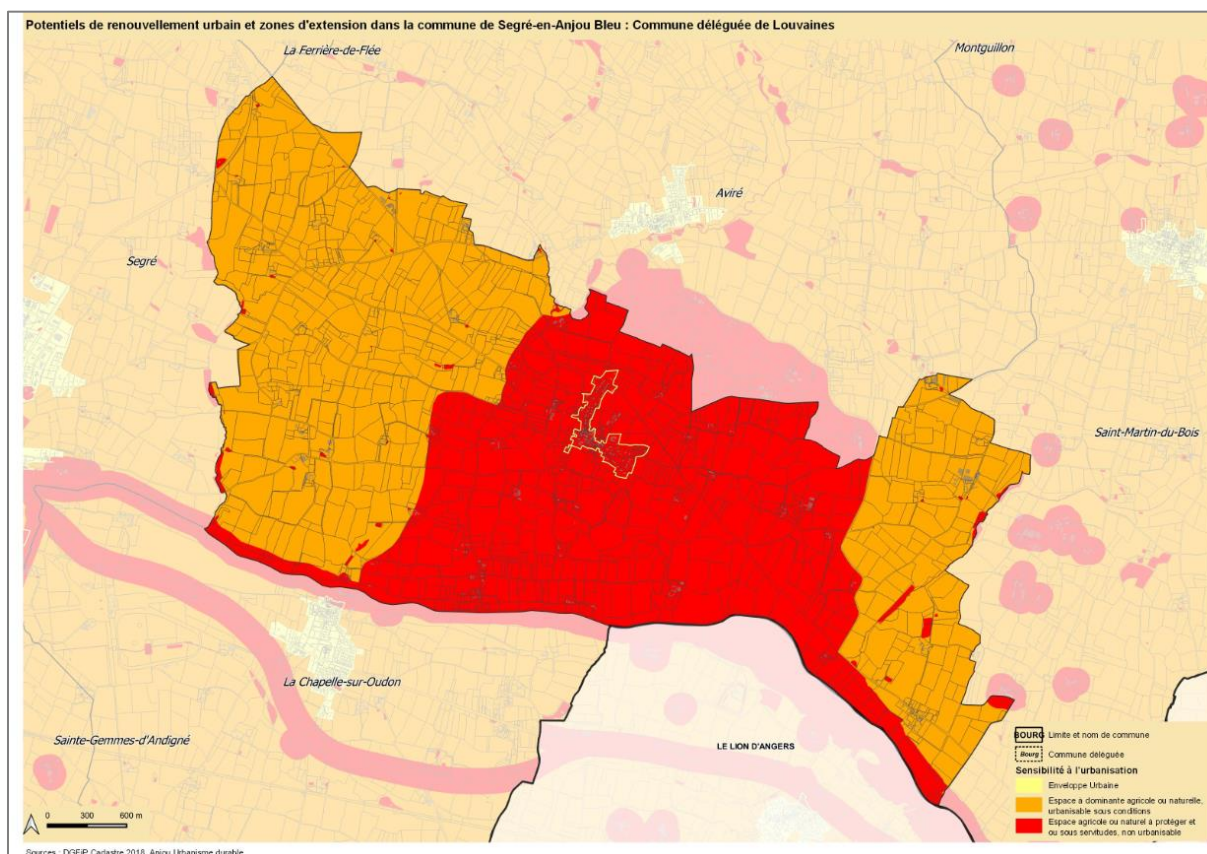 Potentiels de renouvellement urbain et zones d'extension dans la commune de Segré-en-Anjou Bleu : Commune déléguée de Louvaines
La Ferrière-de-Flée
Montguillon
Aviré
Segré
Saint-Martin-du-Bois
La Chapelle-sur-Oudon
Sainte-Gemmes-d'Andigné
LE LION D'ANGERS
BOURG Limite et nom de commune
Bourg Commune déléguée
Sensibilité à l'urbanisation
Enveloppe Urbaine
Espace à dominante agricole ou naturelle,
urbanisable sous conditions
Espace agricole ou naturel à protéger et
ou sous servitudes, non urbanisable
0 300 600 m
Sources : DGFiP Cadastre 2018, Anjou Urbanisme durable